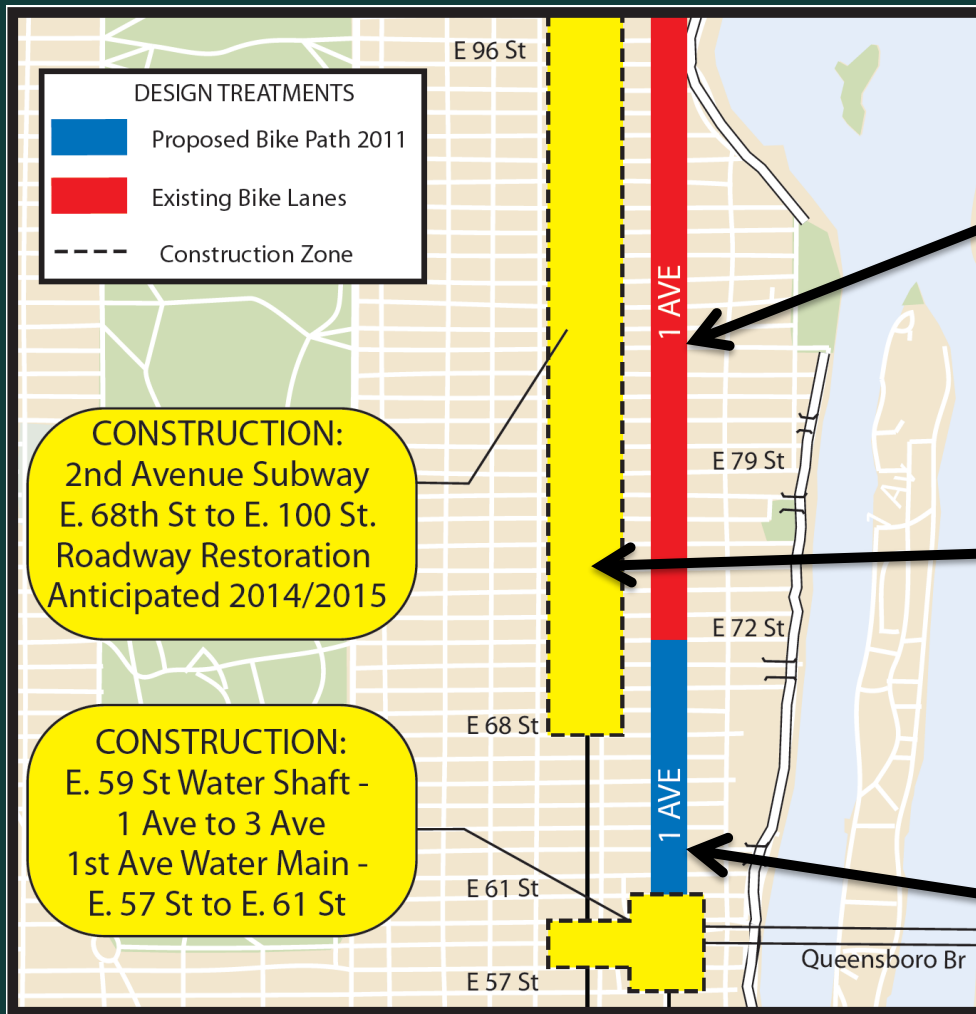 E 96 St
DESIGN TREATMENTS
Proposed Bike Path 2011
Existing Bike Lanes
Construction Zone
1 AVE
CONSTRUCTION:
2nd Avenue Subway
E. 68th St to E. 100 St.
Roadway Restoration
Anticipated 2014/2015
E 79 St
E 72 St
E 68 St
CONSTRUCTION:
E. 59 St Water Shaft -
1 Ave to 3 Ave
1st Ave Water Main -
E. 57 St to E. 61 St
1 AVE
E 61 St
Queensboro Br
E 57 St